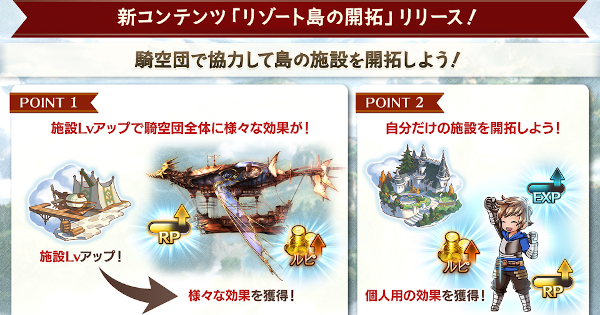 新コンテンツ「リゾート島の開拓」リリース！
騎空団で協力して島の施設を開拓しよう！
POINT 1
施設Lvアップで騎空団全体に様々な効果が！
RP
ルピ
施設Lvアップ！
様々な効果を獲得！
POINT 2
自分だけの施設を開拓しよう！
EXP
ルピ
RP
個人用の効果を獲得！